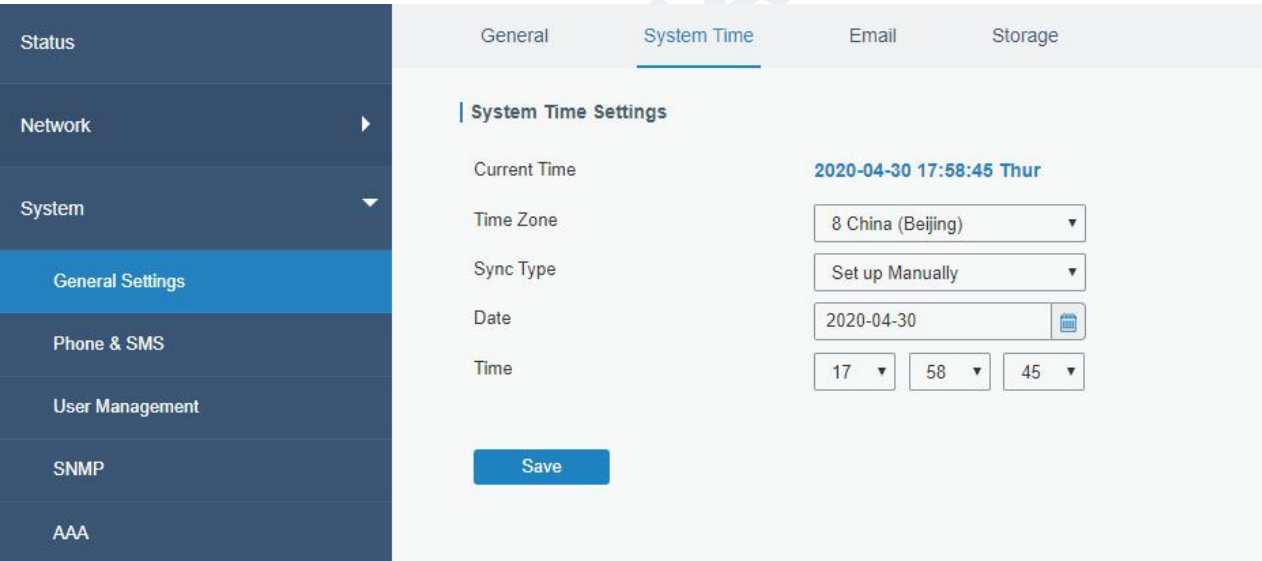 Status
Network
System
General Settings
Phone & SMS
User Management
SNMP
AAA
General System Time Email Storage
System Time Settings
Current Time 2020-04-30 17:58:45 Thur
Time Zone 8 China (Beijing)
Sync Type Set up Manually
Date 2020-04-30
Time 17 58 45
Save